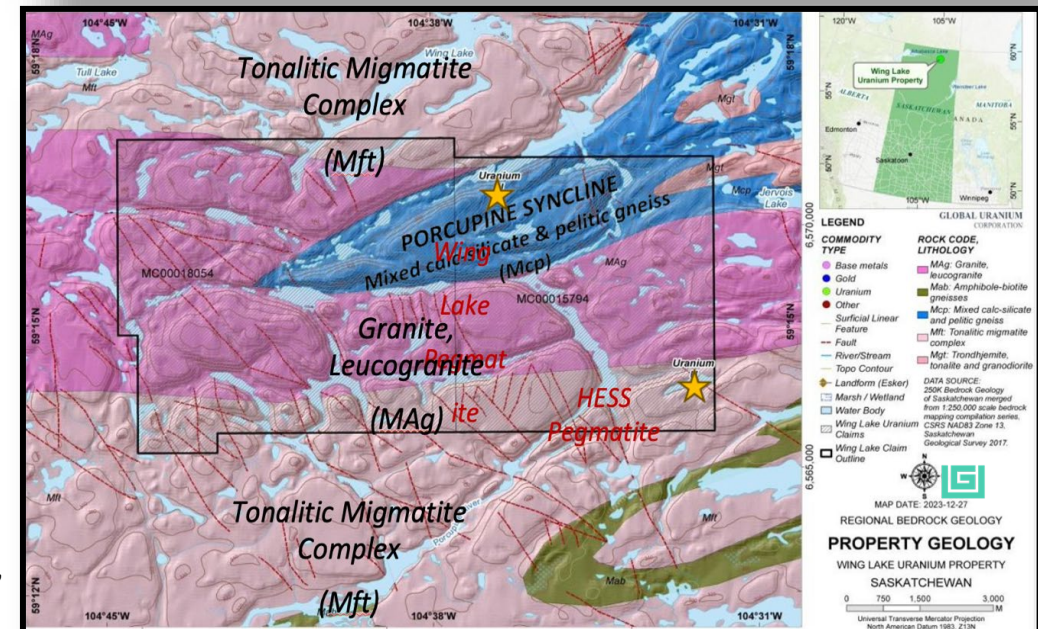 104°45'W
104°38'W
104°31'W
59°18'N
59°18'N
MAg
Tull Lake
Mft
Wing Lake
Tonalitic Migmatite
Complex
(Mft)
Mgt
Mgt
Mcp
Jervois
Lake
Uranium
PORCUPINE SYNCLINE
Mixed calc-silicate & pelitic gneiss
(Mcp)
Wing
Lake
Pegmat
ite
MC00018054
MC00015794
MAg
59°15'N
59°15'N
Granite,
Leucogranite
(MAg)
Uranium
HESS
Pegmatite
Mft
Tonalitic Migmatite
Complex
(Mft)
Mft
Mab
59°12'N
104°45'W
104°38'W
104°31'W
6,570,000
6,565,000
120°W
105°W
60°N
55°N
55°N
50°N
105°W
Wing Lake
Uranium Property
ALBERTA
SASKATCHEWAN
MANITOBA
Edmonton
Saskatoon
Winnipeg
GLOBAL URANIUM
CORPORATION
LEGEND
COMMODITY
TYPE
Base metals
Gold
Uranium
Other
Surficial Linear
Feature
Fault
River/Stream
Topo Contour
Landform (Esker)
Marsh / Wetland
Water Body
Wing Lake Uranium
Claims
Wing Lake Claim
Outline
ROCK CODE,
LITHOLOGY
MAg: Granite,
leucogranite
Mab: Amphibole-biotite
gneisses
Mcp: Mixed calc-silicate
and pelitic gneiss
Mft: Tonalitic migmatite
complex
Mgt: Trondhjemite,
tonalite and granodiorite
DATA SOURCE:
250K Bedrock Geology
of Saskatchewan merged
from 1:250,000 scale bedrock
mapping compilation series,
CSRS NAD83 Zone 13,
Saskatchewan
Geological Survey 2017.
N
W
E
S
MAP DATE: 2023-12-27
REGIONAL BEDROCK GEOLOGY
PROPERTY GEOLOGY
WING LAKE URANIUM PROPERTY
SASKATCHEWAN
0 750 1,500 3,000
M
Universal Transverse Mercator Projection
North American Datum 1983, Z13N